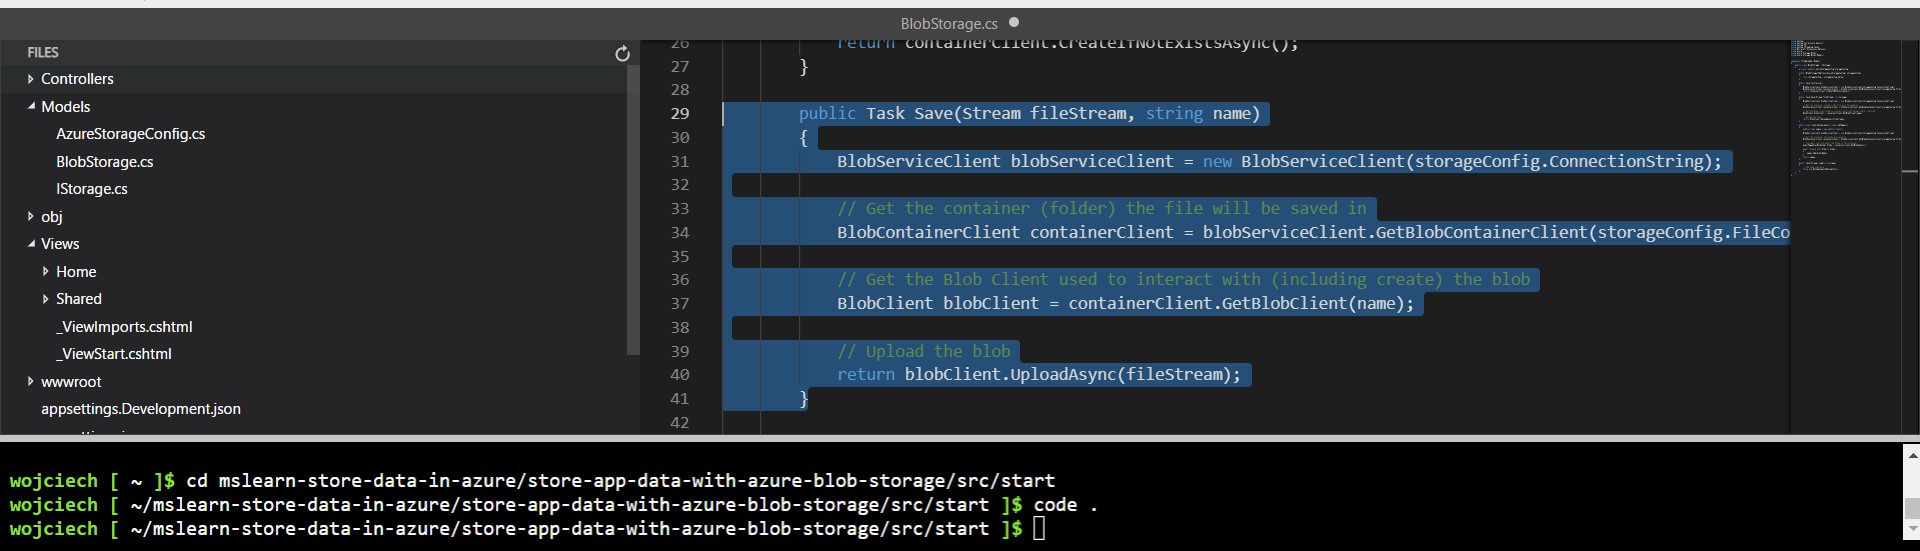 BlobStorage.cs
FILES
Controllers
Models
AzureStorageConfig.cs
BlobStorage.cs
IStorage.cs
obj
Views
Home
Shared
_ViewImports.cshtml
_ViewStart.cshtml
wwwroot
appsettings.Development.json
26 return containerClient.CreateIfNotExistsAsync();
27 }
28
29 public Task Save(Stream fileStream, string name)
30 {
31 BlobServiceClient blobServiceClient = new BlobServiceClient(storageConfig.ConnectionString);
32
33 // Get the container (folder) the file will be saved in
34 BlobContainerClient containerClient = blobServiceClient.GetBlobContainerClient(storageConfig.FileCo
35
36 // Get the Blob Client used to interact with (including create) the blob
37 BlobClient blobClient = containerClient.GetBlobClient(name);
38
39 // Upload the blob
40 return blobClient.UploadAsync(fileStream);
41 }
42
wojciech [ ~ ]$ cd mslearn-store-data-in-azure/store-app-data-with-azure-blob-storage/src/start
wojciech [ ~/mslearn-store-data-in-azure/store-app-data-with-azure-blob-storage/src/start ]$ code .
wojciech [ ~/mslearn-store-data-in-azure/store-app-data-with-azure-blob-storage/src/start ]$